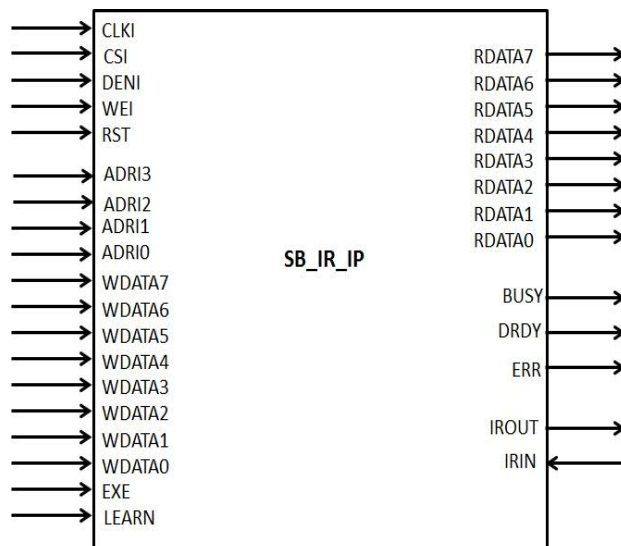 CLKI
CSI
DENI
WEI
RST
ADRI3
ADRI2
ADRI1
ADRI0
WDATA7
WDATA6
WDATA5
WDATA4
WDATA3
WDATA2
WDATA1
WDATA0
EXE
LEARN
SB_IR_IP
RDATA7
RDATA6
RDATA5
RDATA4
RDATA3
RDATA2
RDATA1
RDATA0
BUSY
DRDY
ERR
IROUT
IRIN